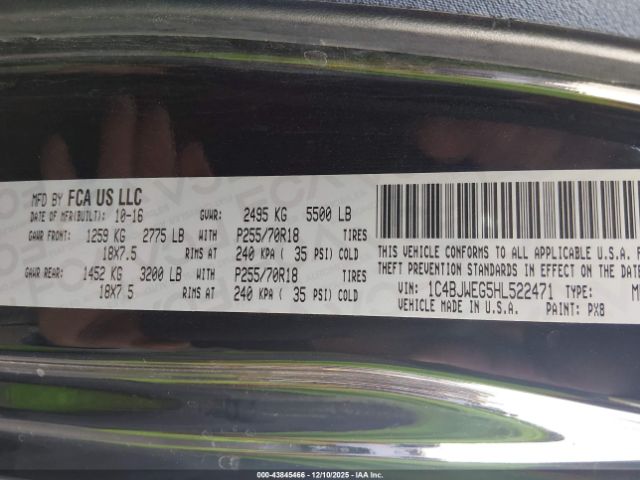 MFD BY FCA US LLC
DATE OF MFR(BUILT): 10-16 GVWR: 2495 KG 5500 LB
GAWR FRONT: 1259 KG 2775 LB WITH P255/70R18 TIRES
18X7.5 RIMS AT 240 KPA ( 35 PSI) COLD
GAWR REAR: 1452 KG 3200 LB WITH P255/70R18 TIRES
18X7.5 RIMS AT 240 KPA ( 35 PSI) COLD
THIS VEHICLE CONFORMS TO ALL APPLICABLE U.S.A.
THEFT PREVENTION STANDARDS IN EFFECT ON THE
VIN: 1C4BJWEG5HL522471 TYPE:
VEHICLE MADE IN U.S.A. PAINT: PX8
00-43845466 - 12/10/2025 - IAA Inc.